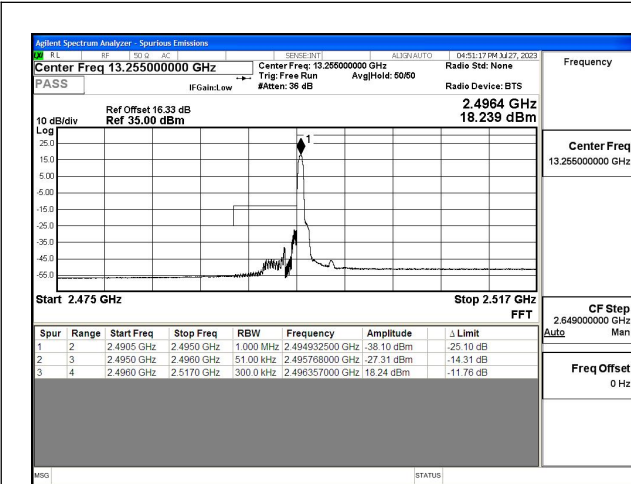 Agilent Spectrum Analyzer - Spurious Emissions
RL RF 50 Ω AC SENSE:INT ALIGN AUTO 04:51:17 PM Jul 27, 2023
Center Freq 13.255000000 GHz
Center Freq: 13.255000000 GHz
Radio Std: None
Frequency
PASS
Trig: Free Run Avg|Hold: 50/50
IFGain:Low
#Atten: 36 dB
Radio Device: BTS
2.4964 GHz
18.239 dBm
Ref Offset 16.33 dB
10 dB/div Ref 35.00 dBm
Log
1
25.0
15.0
5.00
-5.00
-15.0
-25.0
-35.0
-45.0
-55.0
Center Freq
13.255000000 GHz
Start 2.475 GHz Stop 2.517 GHz
FFT
CF Step
2.649000000 GHz
Auto Man
Spur Range Start Freq Stop Freq RBW Frequency Amplitude Δ Limit
1 2 2.4905 GHz 2.4950 GHz 1.000 MHz 2.494932500 GHz -38.10 dBm -25.10 dB
2 3 2.4950 GHz 2.4960 GHz 51.00 kHz 2.495768000 GHz -27.31 dBm -14.31 dB
3 4 2.4960 GHz 2.5170 GHz 300.0 kHz 2.496357000 GHz 18.24 dBm -11.76 dB
Freq Offset
0 Hz
MSG STATUS